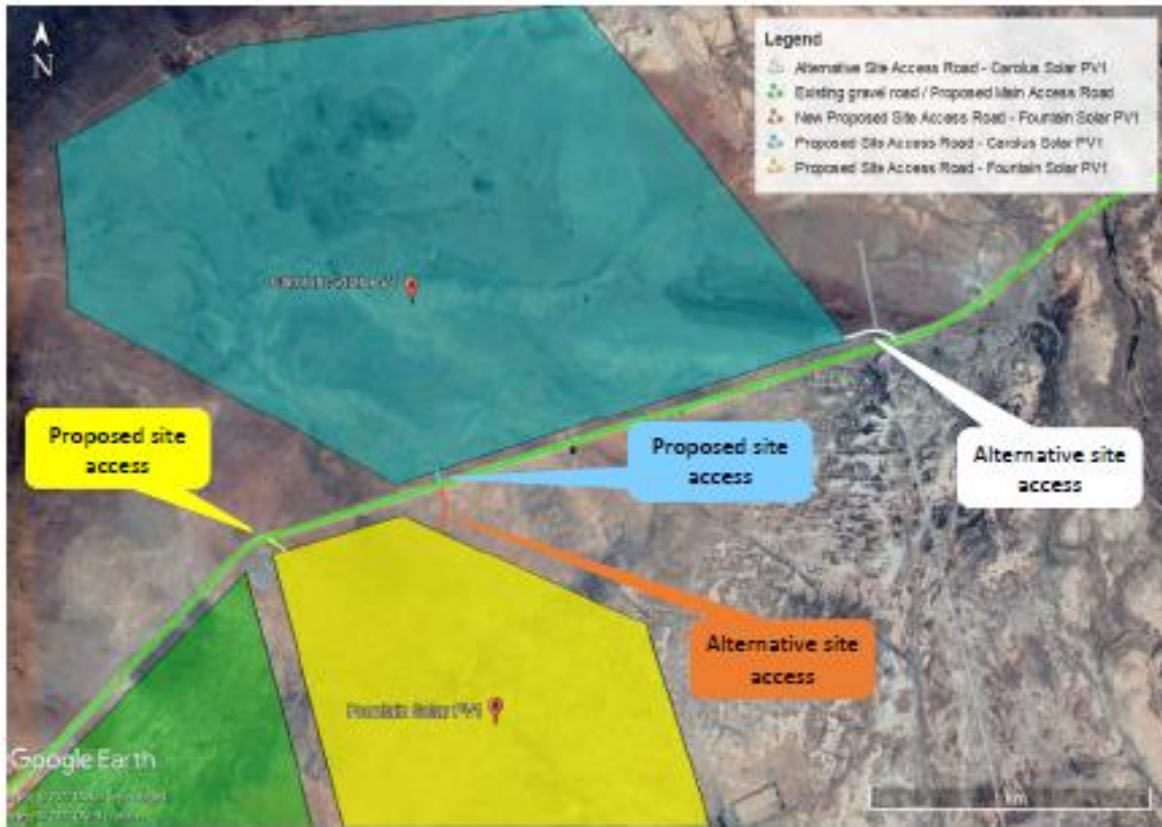 N
Legend
Alternative Site Access Road - Carolus Solar PV1
Existing gravel road / Proposed Main Access Road
New Proposed Site Access Road - Fountain Solar PV1
Proposed Site Access Road - Carolus Solar PV1
Proposed Site Access Road - Fountain Solar PV1
Proposed site
access
Proposed site
access
Alternative site
access
Alternative site
access
Fountain Solar PV1
Google Earth
km